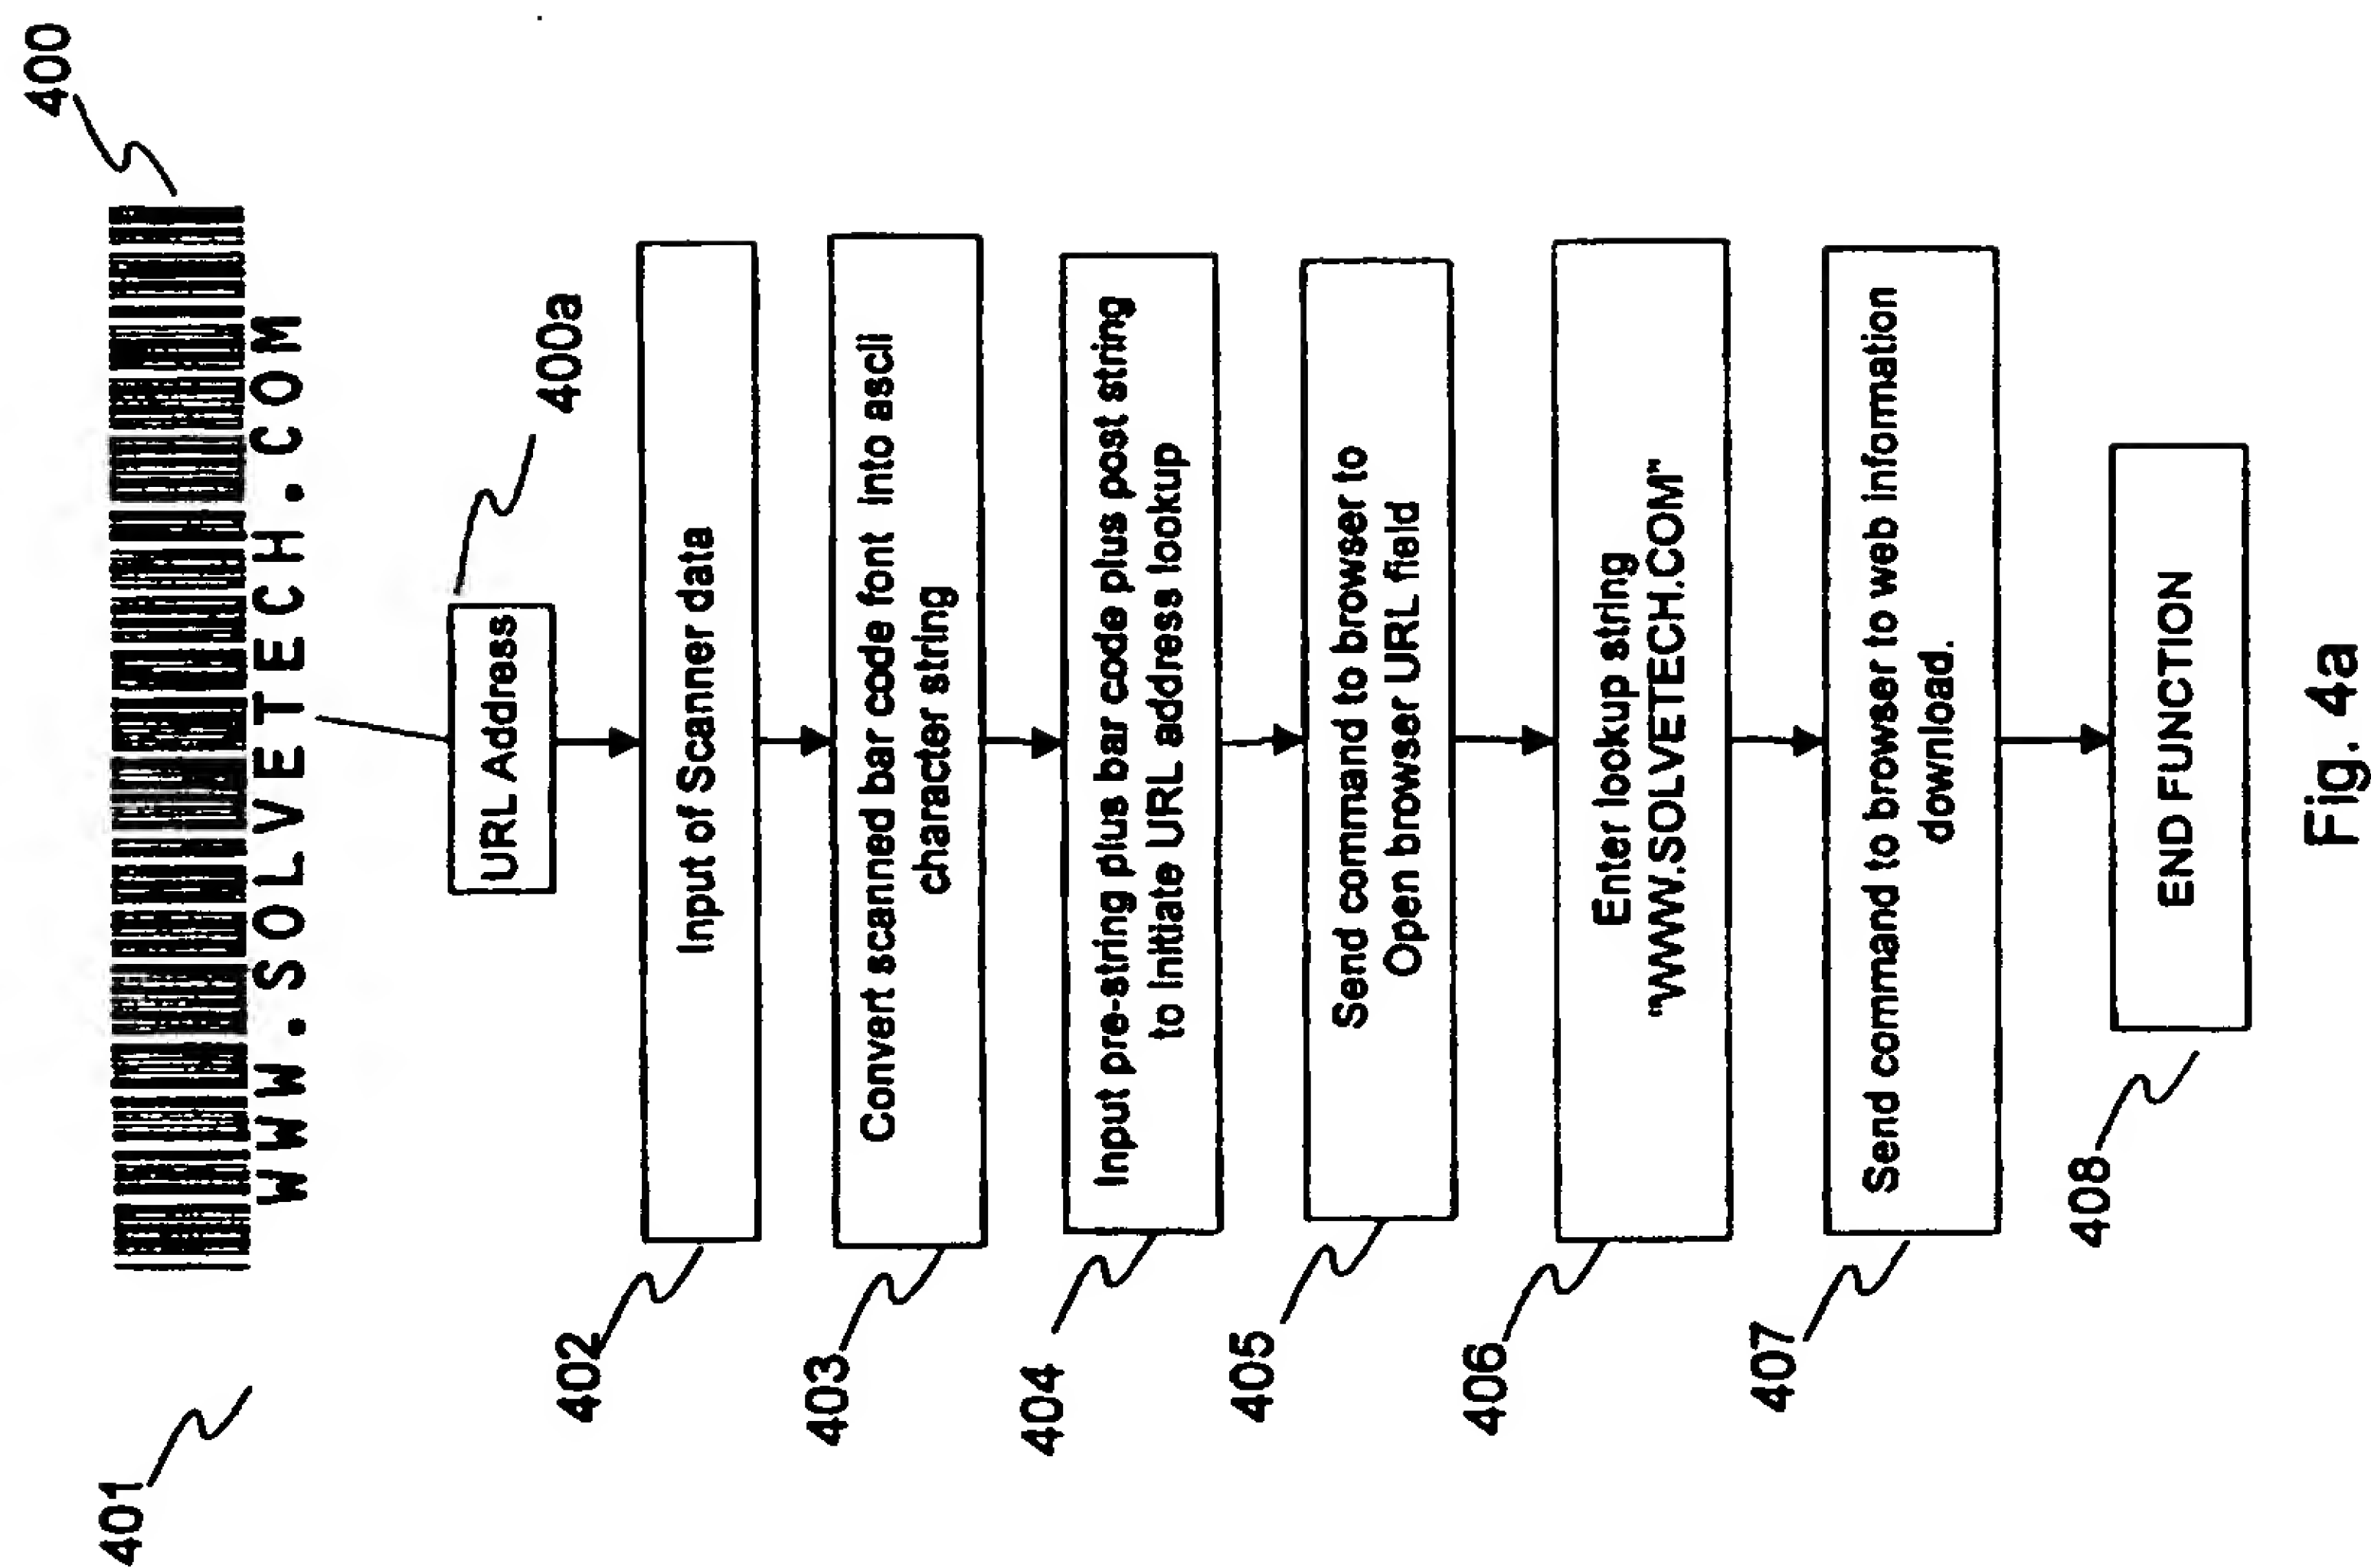 400
WWW.SOLVETECH.COM
401
URL Address
400a
Input of Scanner data
402
Convert scanned bar code font into ascii
character string
403
Input pre-string plus bar code plus post string
to Initiate URL address lookup
404
Send command to browser to
Open browser URL field
405
Enter lookup string
"WWW.SOLVETECH.COM"
406
Send command to browser to web information
download.
407
END FUNCTION
408
Fig. 4a